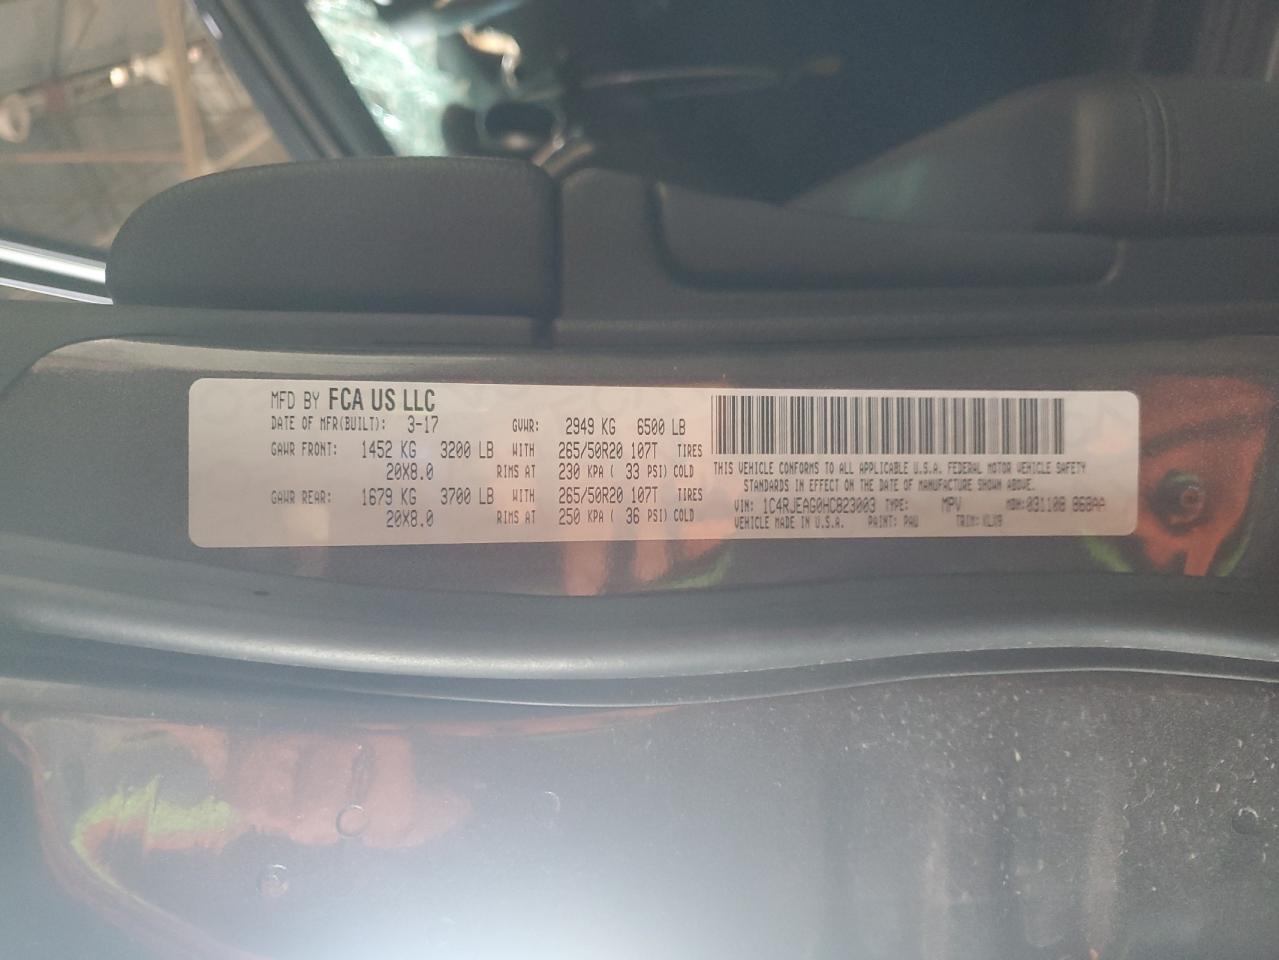 MFD BY FCA US LLC
DATE OF MFR(BUILT): 3-17 GVWR: 2949 KG 6500 LB
GAWR FRONT: 1452 KG 3200 LB WITH 265/50R20 107T TIRES
20X8.0 RIMS AT 230 KPA ( 33 PSI) COLD
GAWR REAR: 1679 KG 3700 LB WITH 265/50R20 107T TIRES
20X8.0 RIMS AT 250 KPA ( 36 PSI) COLD
THIS VEHICLE CONFORMS TO ALL APPLICABLE U.S.A. FEDERAL MOTOR VEHICLE SAFETY
STANDARDS IN EFFECT ON THE DATE OF MANUFACTURE SHOWN ABOVE.
VIN: 1C4RJEAG0HC823003 TYPE: MPV MDH: 031108 868AA
VEHICLE MADE IN U.S.A. PAINT: PAU TRIM: